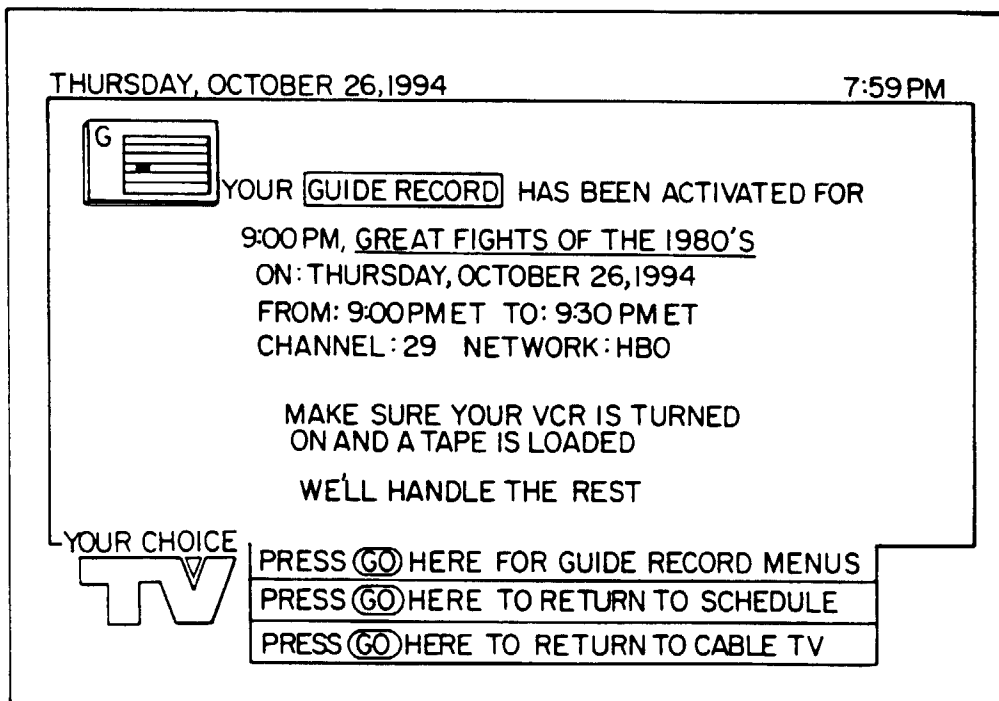 THURSDAY, OCTOBER 26,1994 7:59 PM
G
YOUR GUIDE RECORD HAS BEEN ACTIVATED FOR
9:00 PM, GREAT FIGHTS OF THE 1980'S
ON: THURSDAY, OCTOBER 26,1994
FROM: 9:00 PM ET TO: 9:30 PM ET
CHANNEL: 29 NETWORK: HBO
MAKE SURE YOUR VCR IS TURNED
ON AND A TAPE IS LOADED
WE'LL HANDLE THE REST
YOUR CHOICE
TV
PRESS GO HERE FOR GUIDE RECORD MENUS
PRESS GO HERE TO RETURN TO SCHEDULE
PRESS GO HERE TO RETURN TO CABLE TV